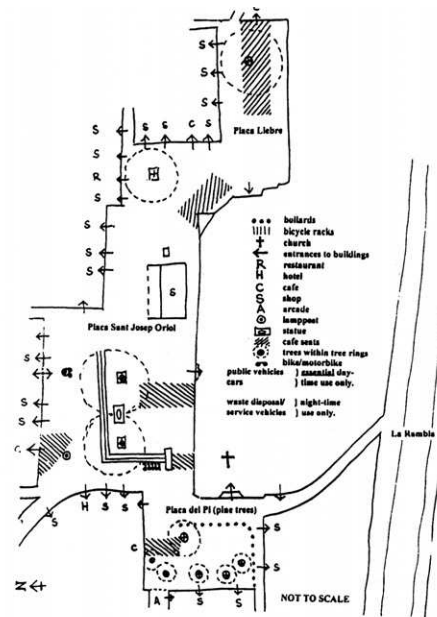 C
S
S
S
Placa Llebre
S
S
S
C
S
S
R
S
S
S
S
S
bollards
bicycle racks
church
entrances to buildings
R restaurant
H hotel
C cafe
S shop
A arcade
lamppost
statue
cafe seats
trees within tree rings
bike/motorbike
public vehicles } essential day-
cars } time use only.
waste disposal/ } night-time
service vehicles } use only.
Placa Sant Josep Oriol
S
S
S
S
C
La Rambla
Placa del Pi (pine trees)
S
H
S
S
C
S
S
A
S
S
N
NOT TO SCALE